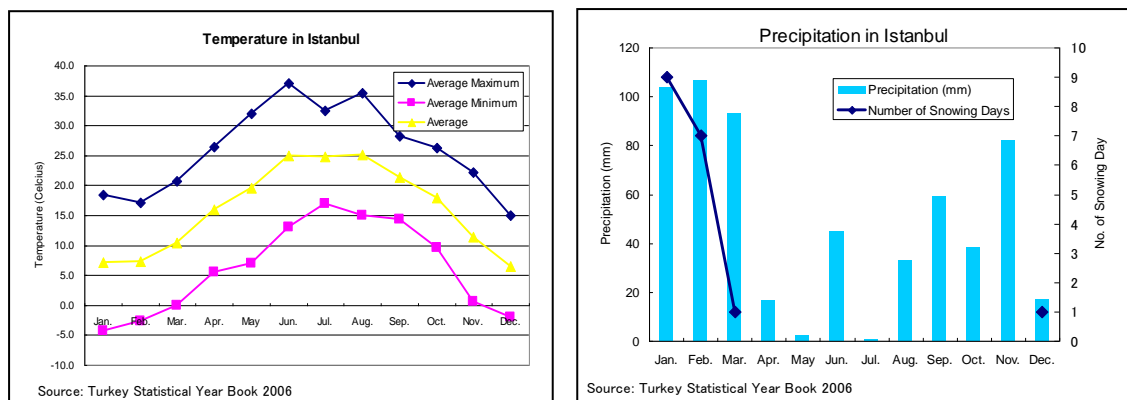 Temperature in Istanbul
Temperature (Celcius)
40.0
35.0
30.0
25.0
20.0
15.0
10.0
5.0
0.0
-5.0
-10.0
Average Maximum
Average Minimum
Average
Jan. Feb. Mar. Apr. May Jun. Jul. Aug. Sep. Oct. Nov. Dec.
Source: Turkey Statistical Year Book 2006
Precipitation in Istanbul
Precipitation (mm)
120
100
80
60
40
20
0
Precipitation (mm)
Number of Snowing Days
10
9
8
7
6
5
4
3
2
1
0
No. of Snowing Day
Jan. Feb. Mar. Apr. May Jun. Jul. Aug. Sep. Oct. Nov. Dec.
Source: Turkey Statistical Year Book 2006